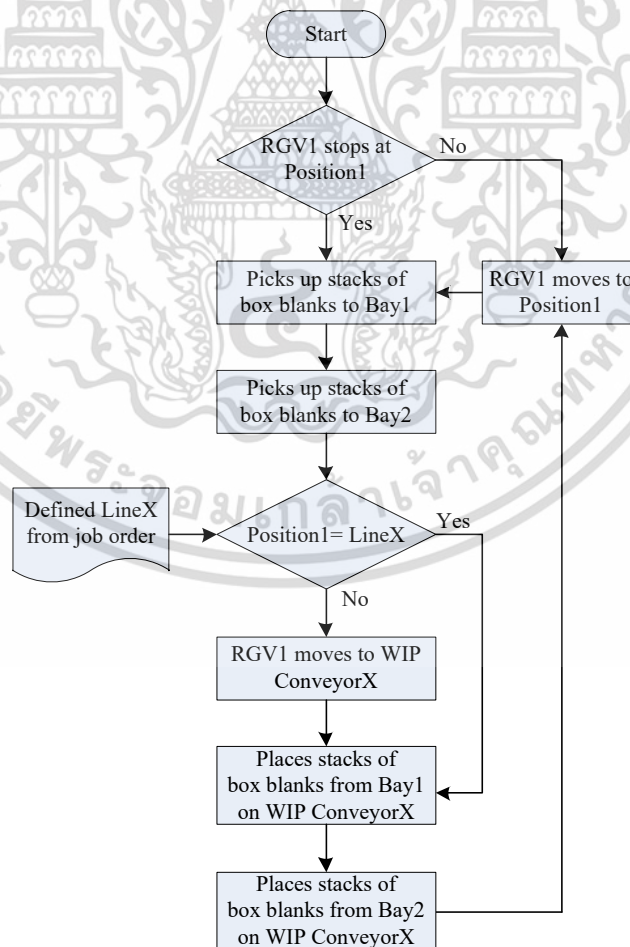 Start
RGV1 stops at
Position1
No
Yes
Picks up stacks of
box blanks to Bay1
RGV1 moves to
Position1
Picks up stacks of
box blanks to Bay2
Defined LineX
from job order
Position1= LineX
Yes
No
RGV1 moves to WIP
ConveyorX
Places stacks of
box blanks from Bay1
on WIP ConveyorX
Places stacks of
box blanks from Bay2
on WIP ConveyorX